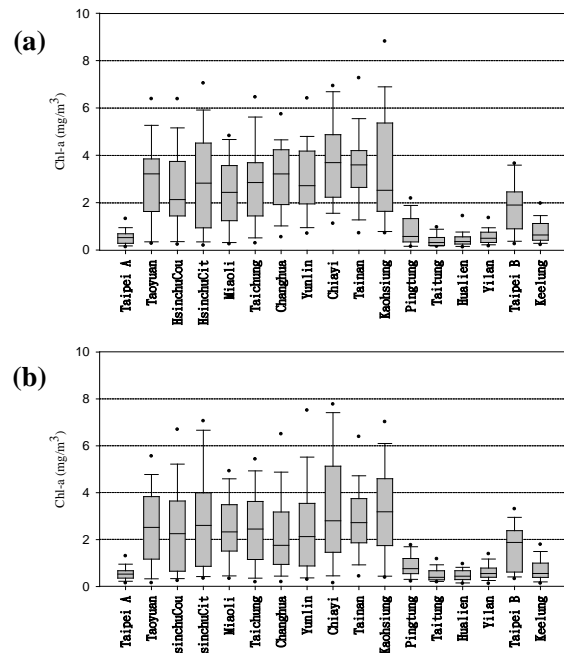 (a)
Chl-a (mg/m³)
10
8
6
4
2
0
Taipei A
Taoyuan
HsinchuCou
HsinchuCit
Miaoli
Taichung
Changhua
Yunlin
Chiayi
Tainan
Kaohsiung
Pingtung
Taitung
Hualien
Yilan
Taipei B
Keelung
(b)
Chl-a (mg/m³)
10
8
6
4
2
0
Taipei A
Taoyuan
HsinchuCou
HsinchuCit
Miaoli
Taichung
Changhua
Yunlin
Chiayi
Tainan
Kaohsiung
Pingtung
Taitung
Hualien
Yilan
Taipei B
Keelung